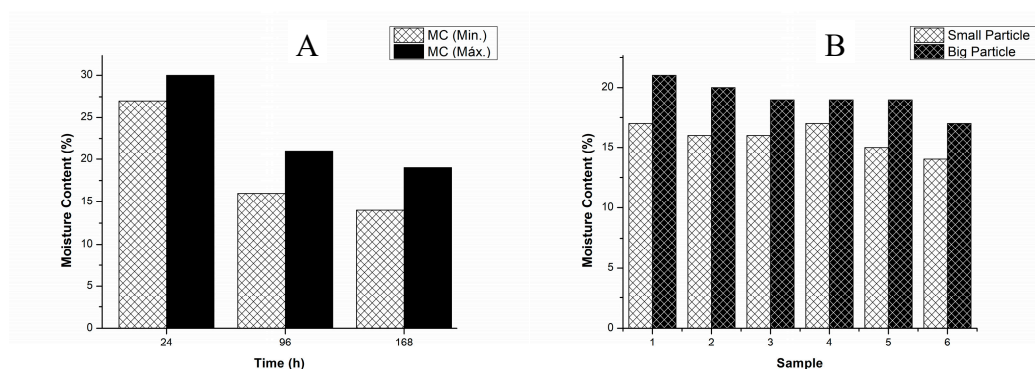 A
MC (Min.)
MC (Máx.)
30
25
20
15
10
5
0
Moisture Content (%)
24
96
168
Time (h)
B
Small Particle
Big Particle
20
15
10
5
0
Moisture Content (%)
1
2
3
4
5
6
Sample